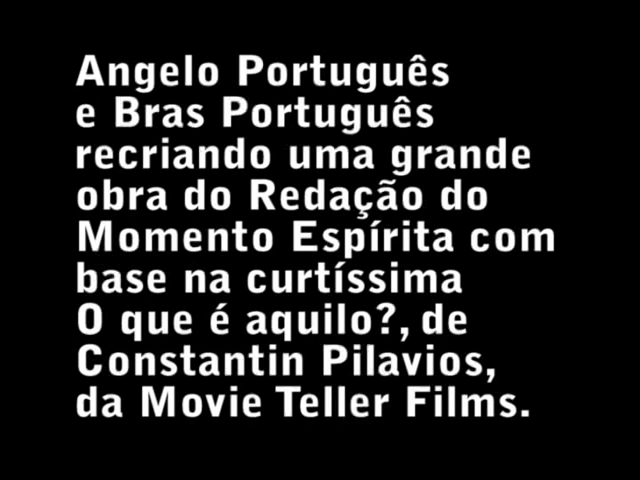 Angelo Português
e Bras Português
recriando uma grande
obra do Redação do
Momento Espírita com
base na curtíssima
O que é aquilo?, de
Constantin Pilavios,
da Movie Teller Films.